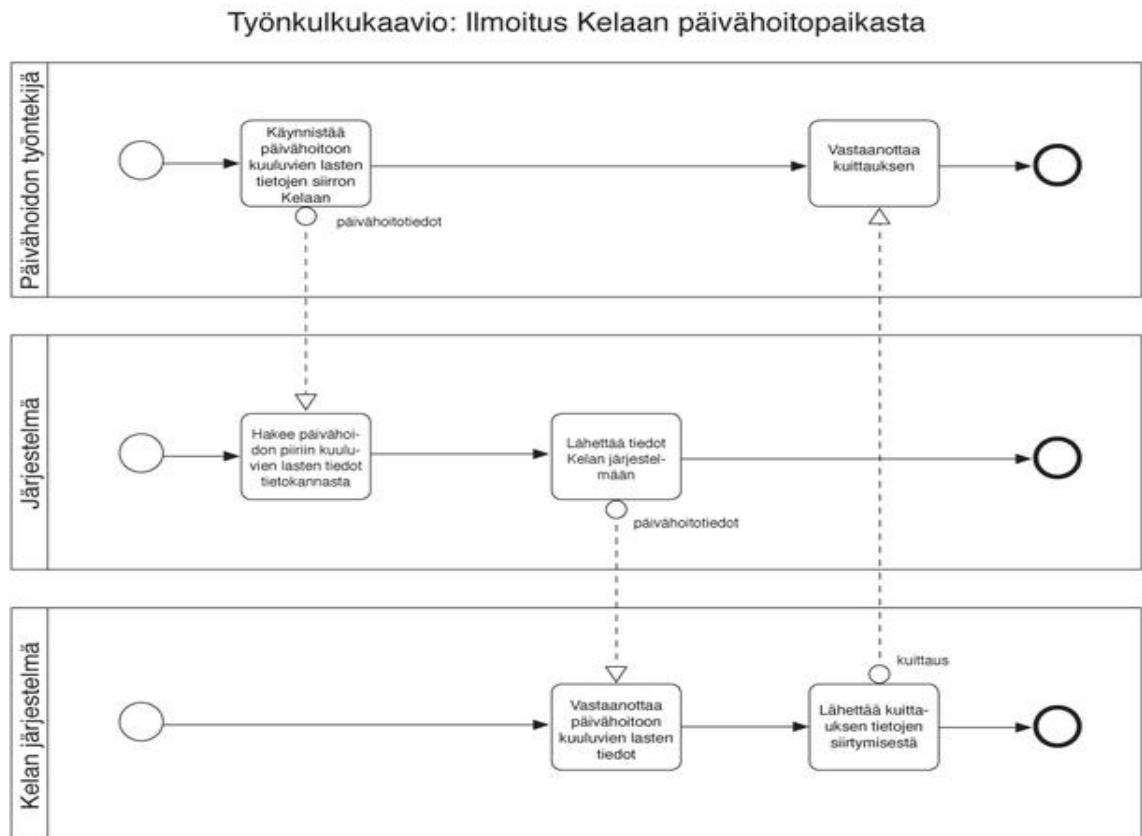 Työnkulkukaavio: Ilmoitus Kelaan päivähoitopaikasta
Päivähoidon työntekijä
Käynnistää
päivähoitoon
kuuluvien lasten
tietojen siirron
Kelaan
Vastaanottaa
kuittauksen
päivähoitotiedot
Järjestelmä
Hakee päivähoi-
don piiriin kuulu-
vien lasten tiedot
tietokannasta
Lähettää tiedot
Kelan järjestel-
mään
päivähoitotiedot
Kelan järjestelmä
kuittaus
Vastaanottaa
päivähoitoon
kuuluvien lasten
tiedot
Lähettää kuitta-
uksen tietojen
siirtymisestä